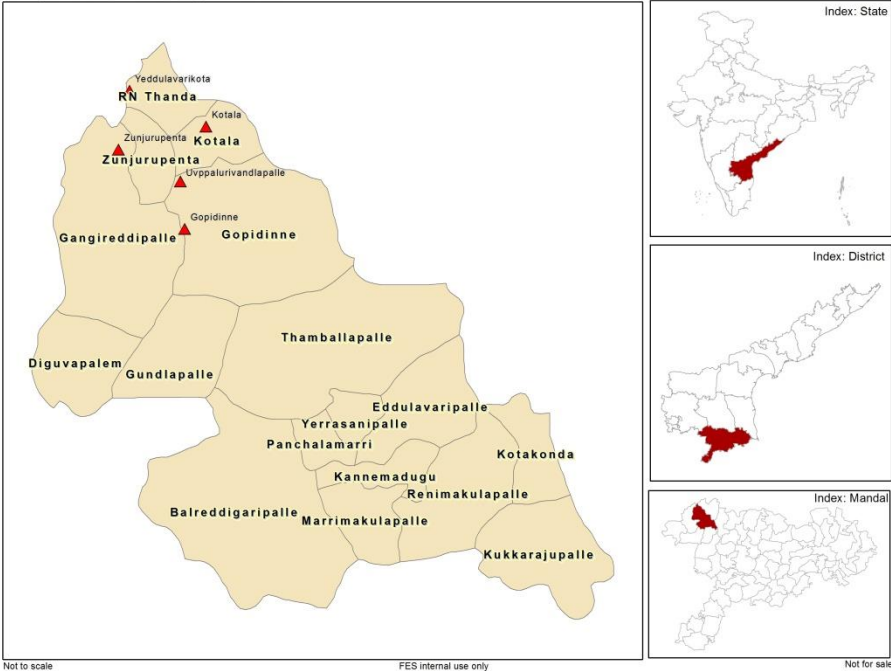 Yeddulavarikota
RN Thanda
Kotala
Kotala
Zunjurupenta
Zunjurupenta
Uvppalurivandlapalle
Gopidinne
Gangireddipalle
Gopidinne
Thamballapalle
Diguvapalem
Gundlapalle
Eddulavaripalle
Yerrasanipalle
Panchalamarri
Kotakonda
Kannemadugu
Renimakulapalle
Balreddigaripalle
Marrimakulapalle
Kukkarajupalle
Index: State
Index: District
Index: Mandal
Not to scale
FES internal use only
Not for sale